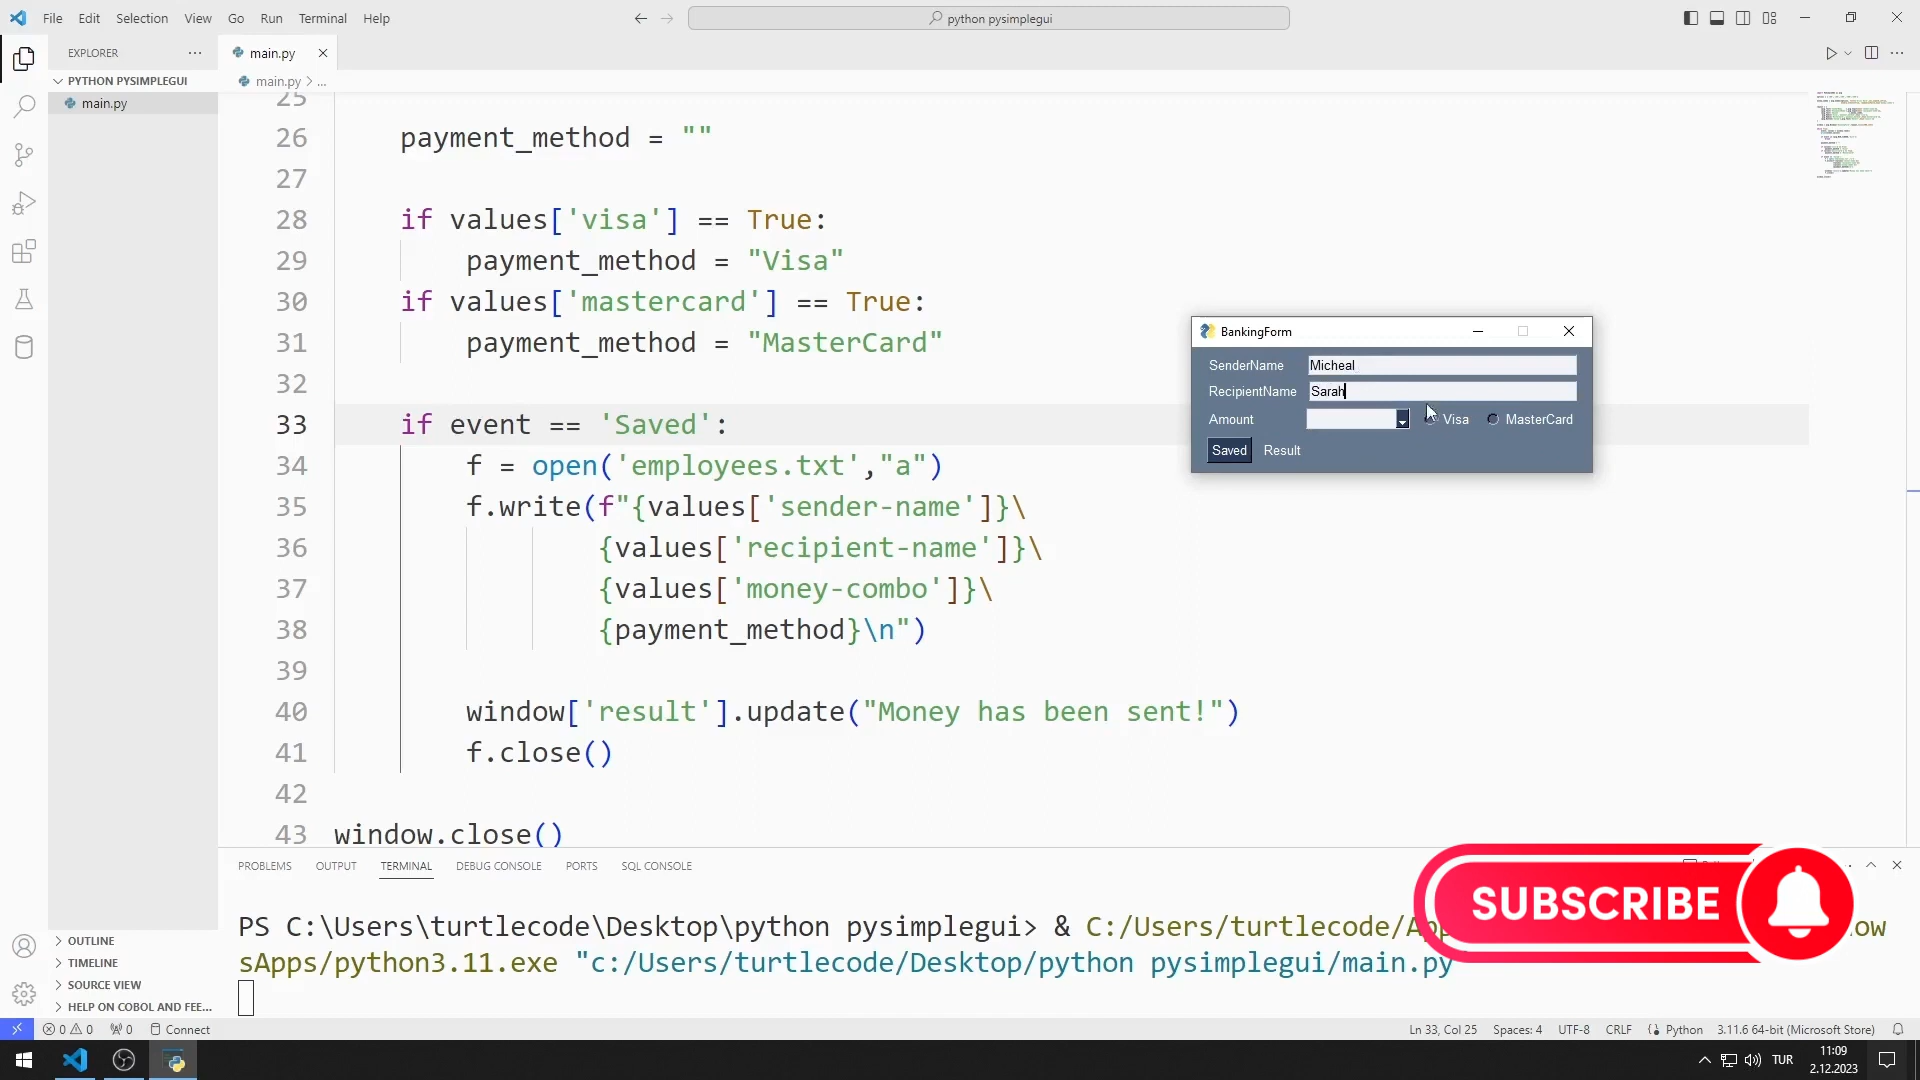 File Edit Selection View Go Run Terminal Help
python pysimplegui
EXPLORER
main.py
PYTHON PYSIMPLEGUI
main.py > ...
main.py
25
26 payment_method = ""
27
28 if values['visa'] == True:
29 payment_method = "Visa"
30 if values['mastercard'] == True:
31 payment_method = "MasterCard"
32
33 if event == 'Saved':
34 f = open('employees.txt',"a")
35 f.write(f"{values['sender-name']}\
36 {values['recipient-name']}\
37 {values['money-combo']}\
38 {payment_method}\n")
39
40 window['result'].update("Money has been sent!")
41 f.close()
42
43 window.close()
BankingForm
SenderName Micheal
RecipientName Sarah
Amount Visa MasterCard
Saved Result
PROBLEMS OUTPUT TERMINAL DEBUG CONSOLE PORTS SQL CONSOLE
PS C:\Users\turtlecode\Desktop\python pysimplegui> & C:/Users/turtlecode/App
sApps/python3.11.exe "c:/Users/turtlecode/Desktop/python pysimplegui/main.py
SUBSCRIBE
OUTLINE
TIMELINE
SOURCE VIEW
HELP ON COBOL AND FEE...
0 0 0 Connect
Ln 33, Col 25 Spaces: 4 UTF-8 CRLF Python 3.11.6 64-bit (Microsoft Store)
TUR 11:09
2.12.2023